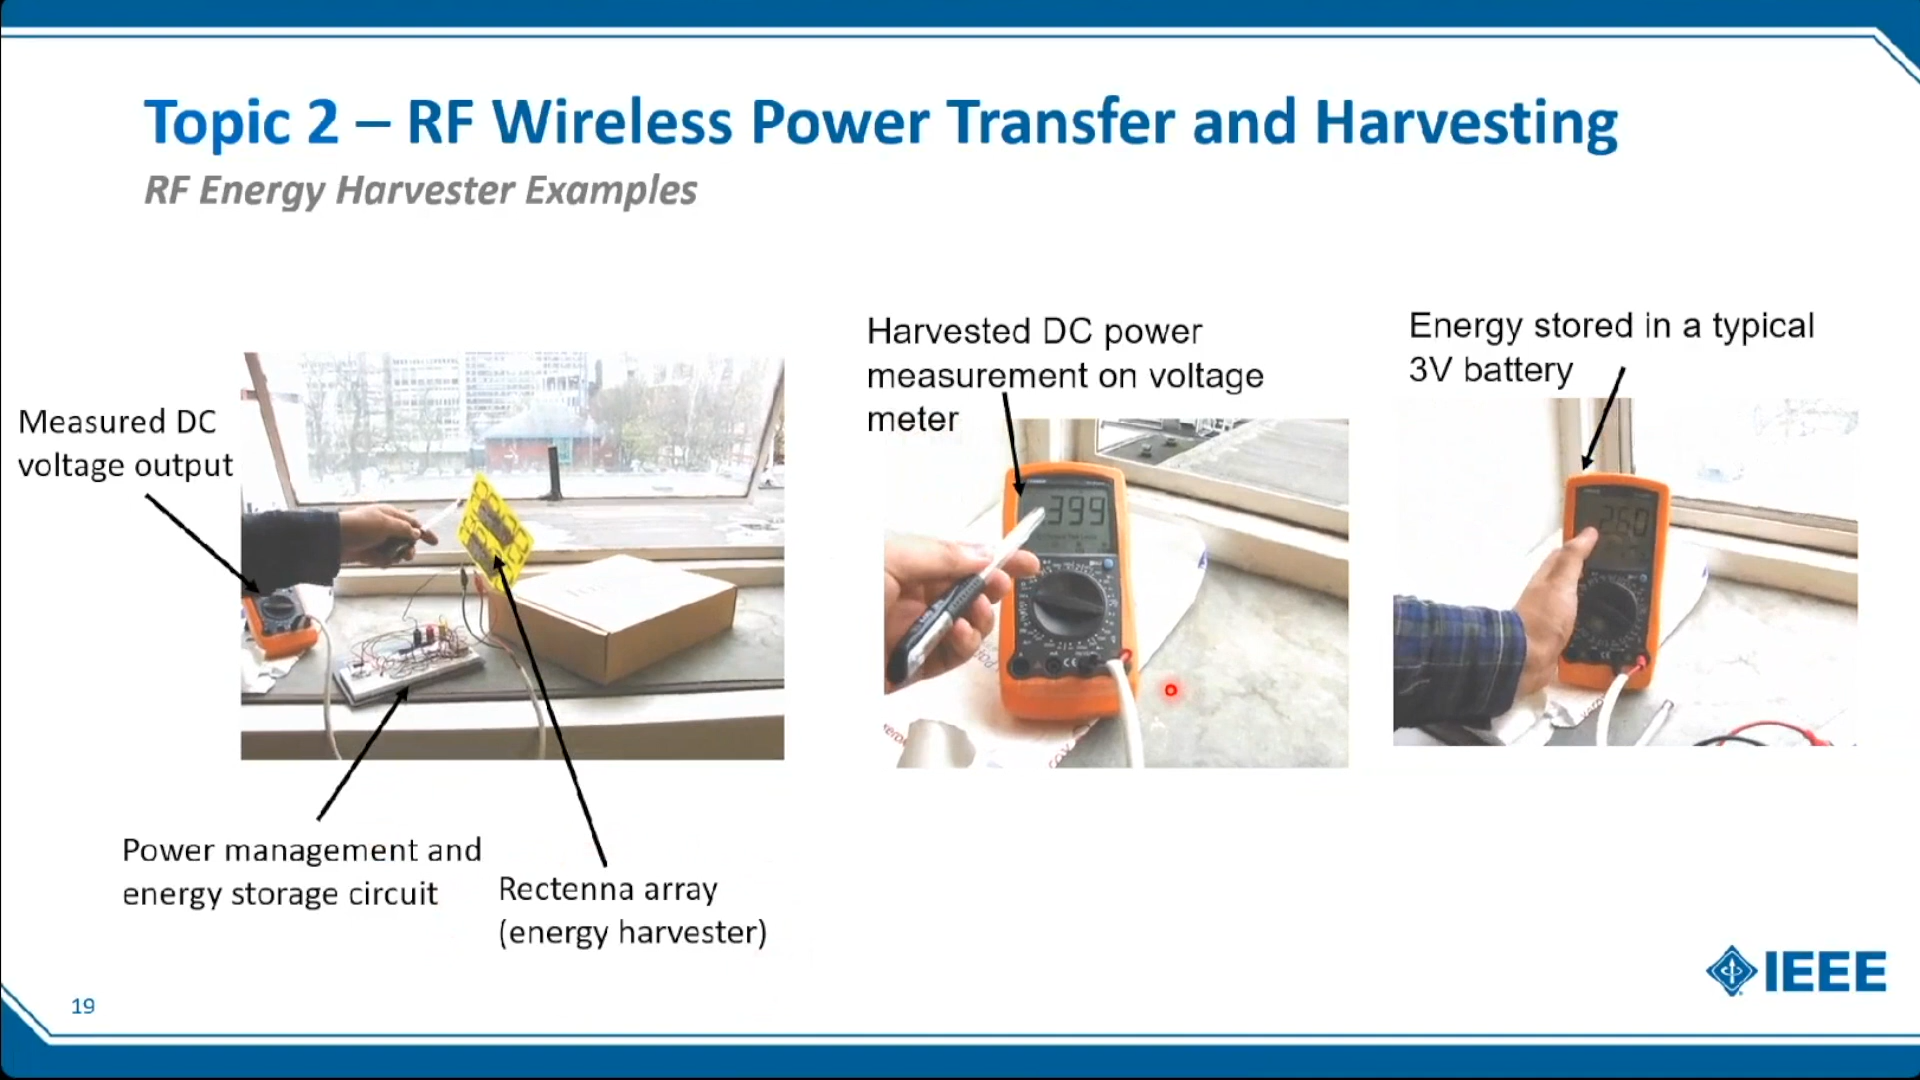 Topic 2 – RF Wireless Power Transfer and Harvesting
RF Energy Harvester Examples
Measured DC
voltage output
Harvested DC power
measurement on voltage
meter
Energy stored in a typical
3V battery
399
260
Power management and
energy storage circuit
Rectenna array
(energy harvester)
IEEE
19